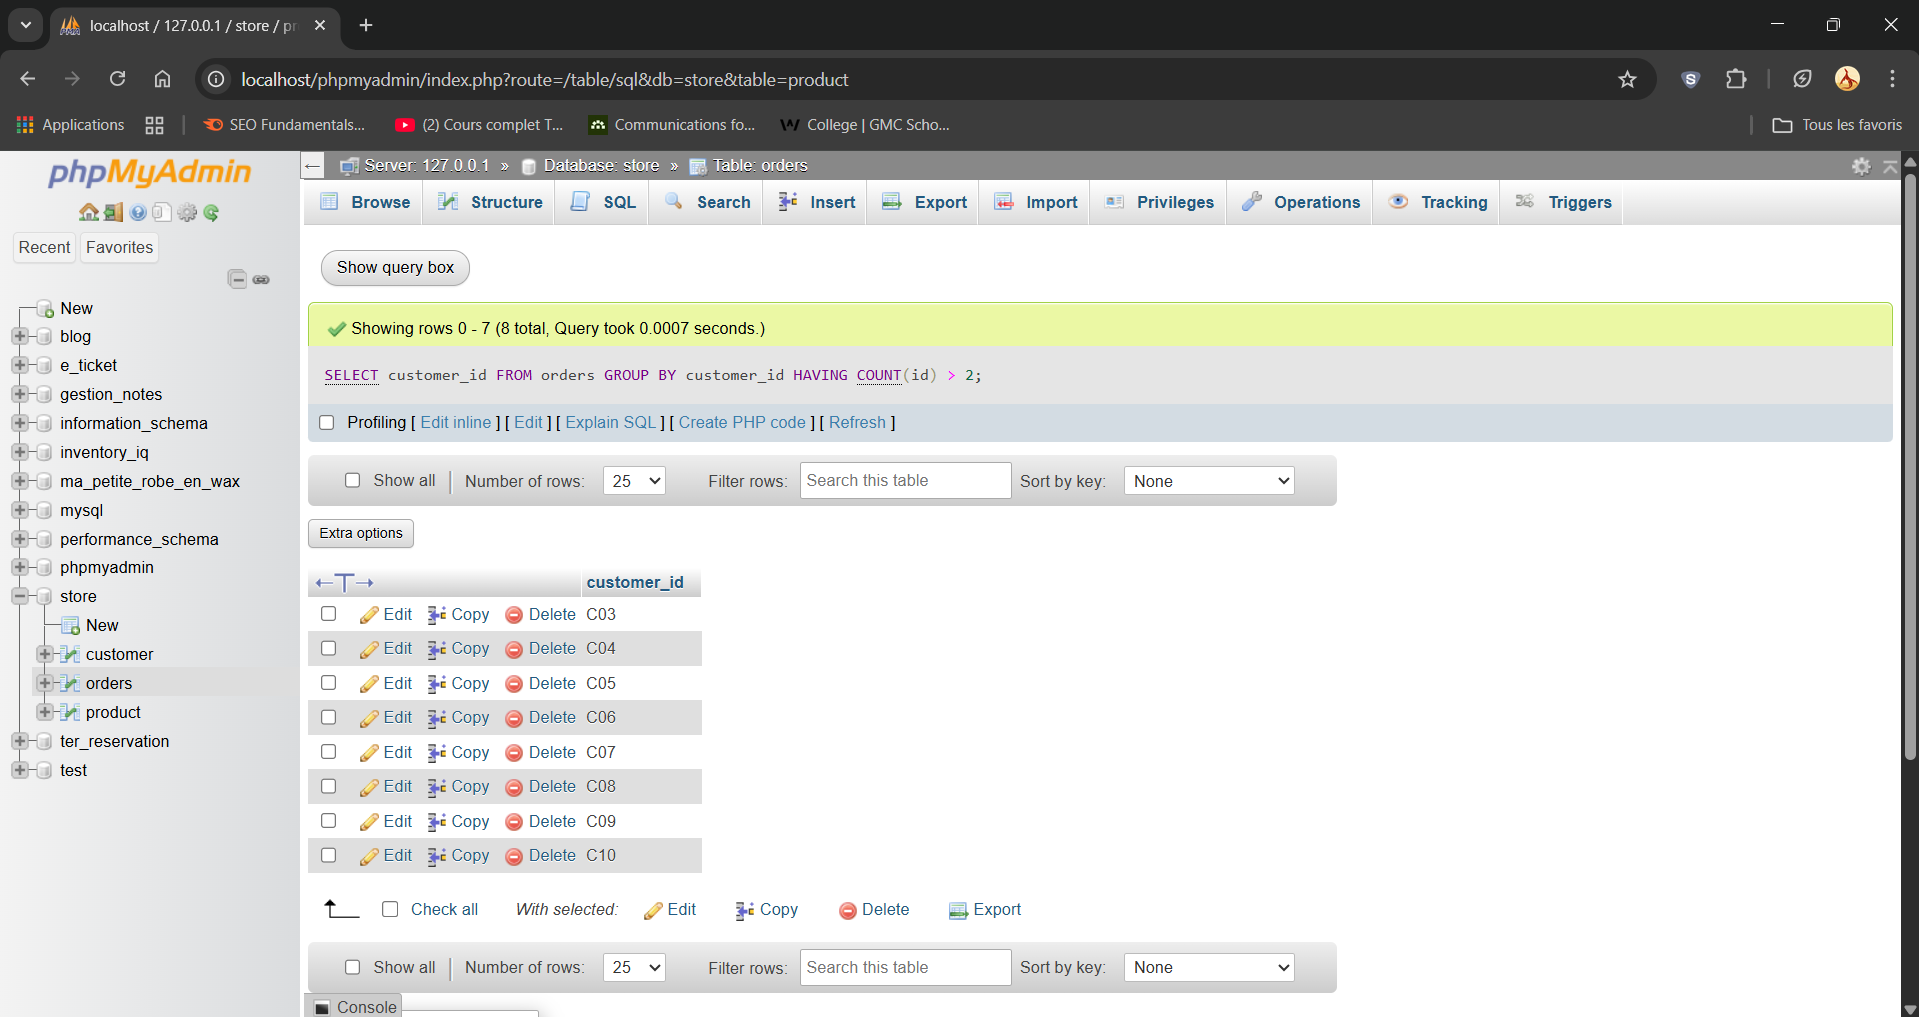 localhost / 127.0.0.1 / store / pr
localhost/phpmyadmin/index.php?route=/table/sql&db=store&table=product
Applications SEO Fundamentals... (2) Cours complet T... Communications fo... College | GMC Scho... Tous les favoris
phpMyAdmin
Recent Favorites
New
blog
e_ticket
gestion_notes
information_schema
inventory_iq
ma_petite_robe_en_wax
mysql
performance_schema
phpmyadmin
store
New
customer
orders
product
ter_reservation
test
Server: 127.0.0.1 » Database: store » Table: orders
Browse Structure SQL Search Insert Export Import Privileges Operations Tracking Triggers
Show query box
Showing rows 0 - 7 (8 total, Query took 0.0007 seconds.)
SELECT customer_id FROM orders GROUP BY customer_id HAVING COUNT(id) > 2;
Profiling [ Edit inline ] [ Edit ] [ Explain SQL ] [ Create PHP code ] [ Refresh ]
Show all Number of rows: 25 Filter rows: Search this table Sort by key: None
Extra options
←T→ customer_id
Edit Copy Delete C03
Edit Copy Delete C04
Edit Copy Delete C05
Edit Copy Delete C06
Edit Copy Delete C07
Edit Copy Delete C08
Edit Copy Delete C09
Edit Copy Delete C10
Check all With selected: Edit Copy Delete Export
Show all Number of rows: 25 Filter rows: Search this table Sort by key: None
Console